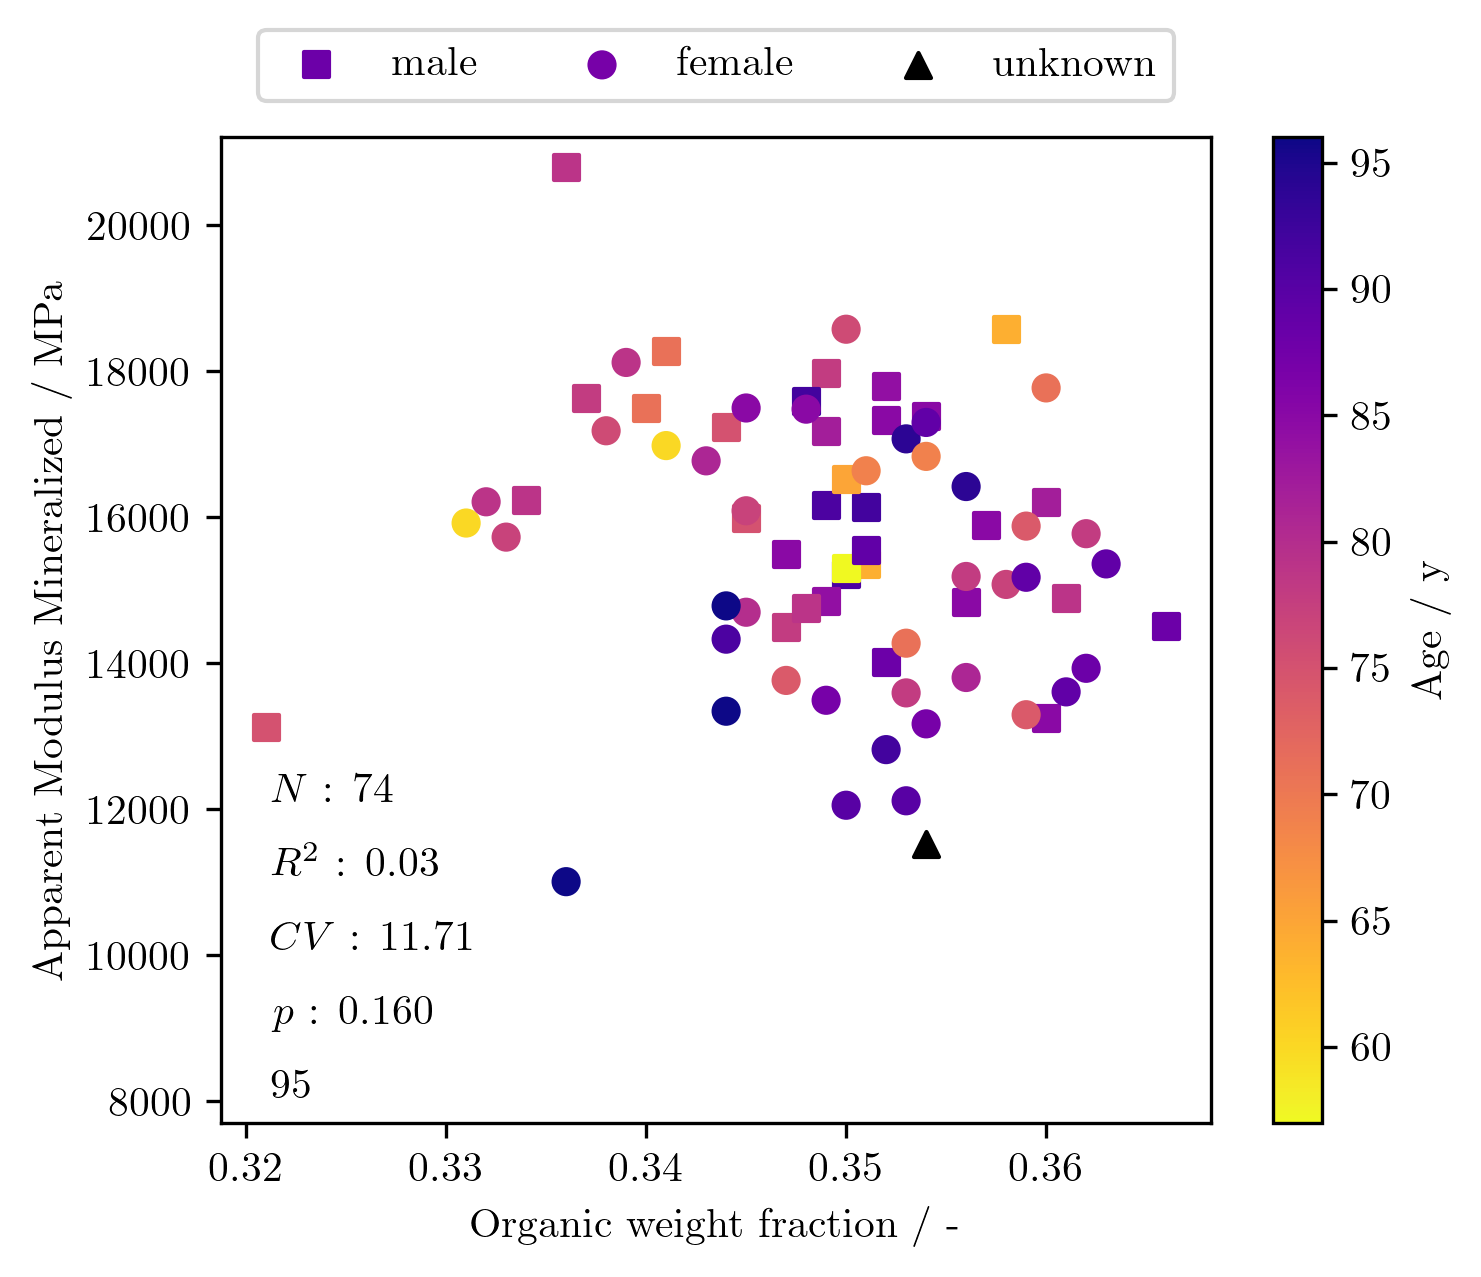 male female unknown
20000
18000
16000
14000
12000
10000
8000
Apparent Modulus Mineralized / MPa
N : 74
R² : 0.03
CV : 11.71
p : 0.160
95
0.32 0.33 0.34 0.35 0.36
Organic weight fraction / -
95
90
85
80
75
70
65
60
Age / y